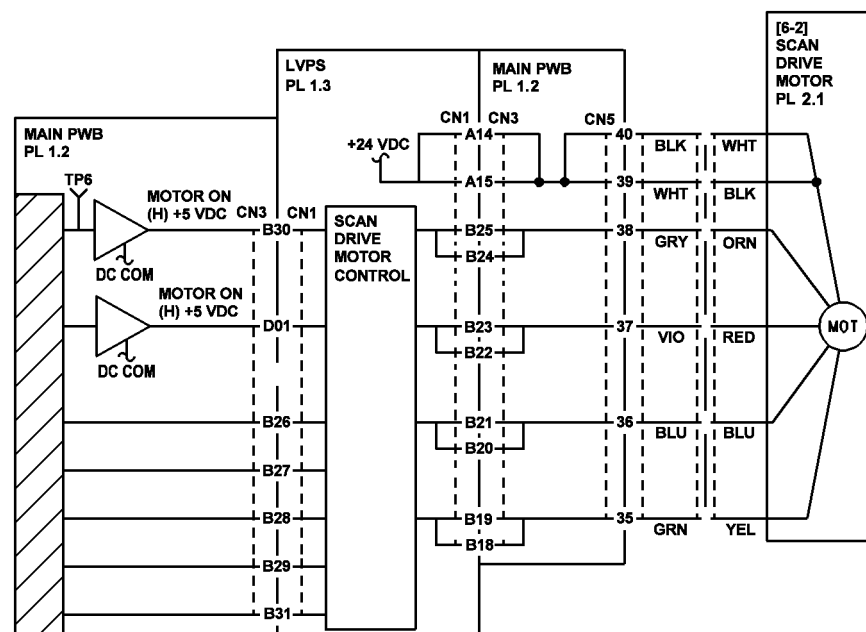 [6-2]
SCAN
DRIVE
MOTOR
PL 2.1
LVPS
PL 1.3
MAIN PWB
PL 1.2
MAIN PWB
PL 1.2
CN1 CN3 CN5
+24 VDC
A14 40 BLK WHT
A15 39 WHT BLK
TP6
MOTOR ON
(H) +5 VDC
CN3 CN1
DC COM
B30
SCAN
DRIVE
MOTOR
CONTROL
B25 38 GRY ORN
B24
MOTOR ON
(H) +5 VDC
DC COM
D01
B23 37 VIO RED
B22
MOT
B26
B21 36 BLU BLU
B20
B27
B28
B19 35 GRN YEL
B18
B29
B31